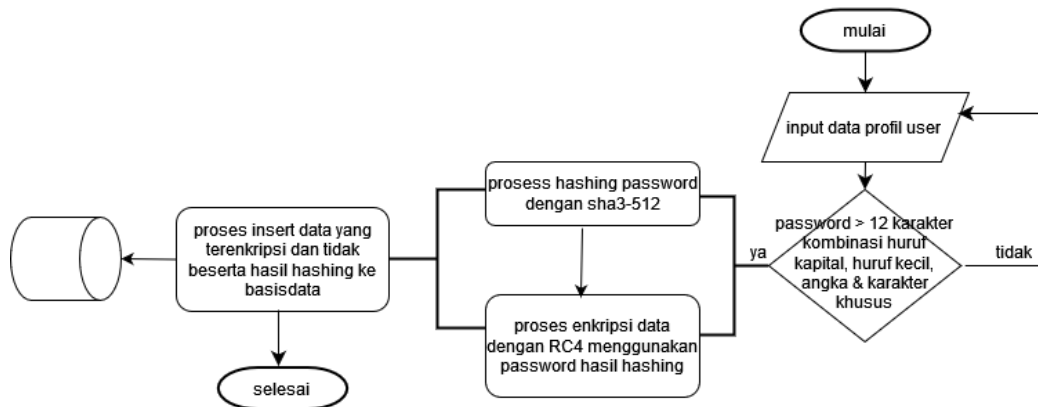 mulai
input data profil user
password > 12 karakter
kombinasi huruf
kapital, huruf kecil,
angka & karakter
khusus
tidak
ya
prosess hashing password
dengan sha3-512
proses enkripsi data
dengan RC4 menggunakan
password hasil hashing
proses insert data yang
terenkripsi dan tidak
beserta hasil hashing ke
basisdata
selesai